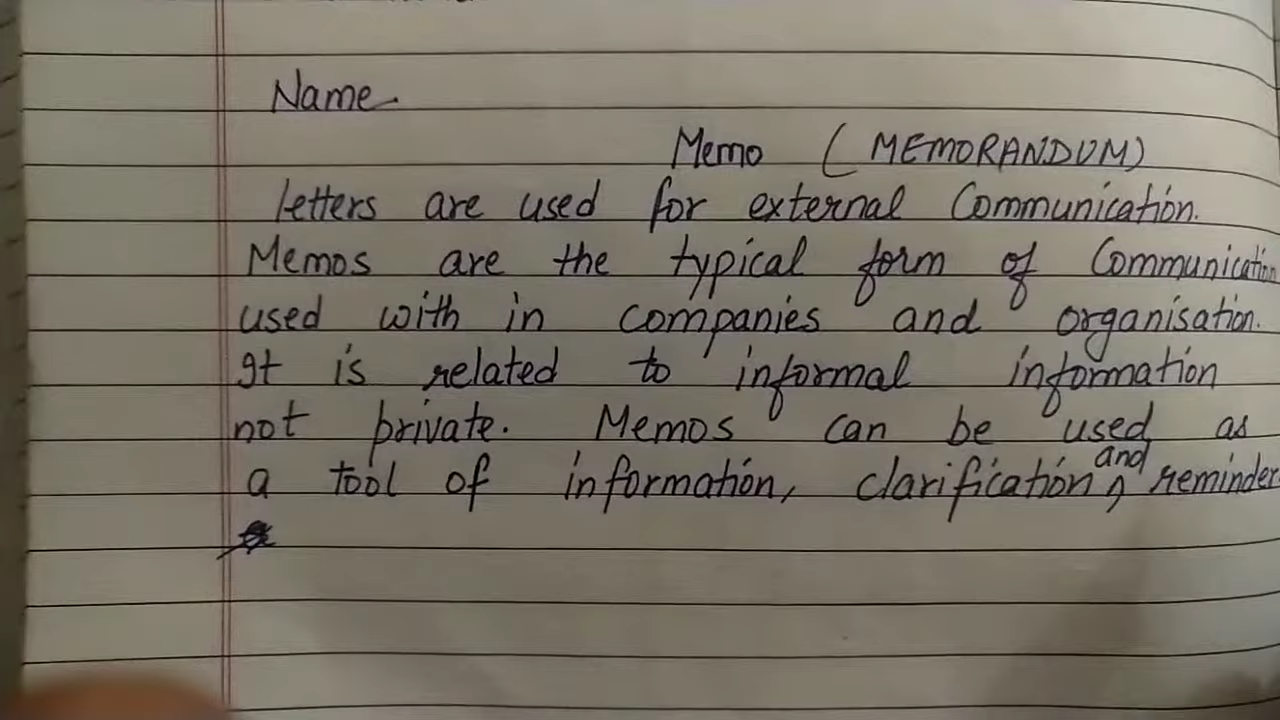 Name.
Memo (MEMORANDUM)
letters are used for external Communication.
Memos are the typical form of Communication
used with in companies and organisation.
It is related to informal information
not private. Memos can be used as
a tool of information, clarification, and reminder